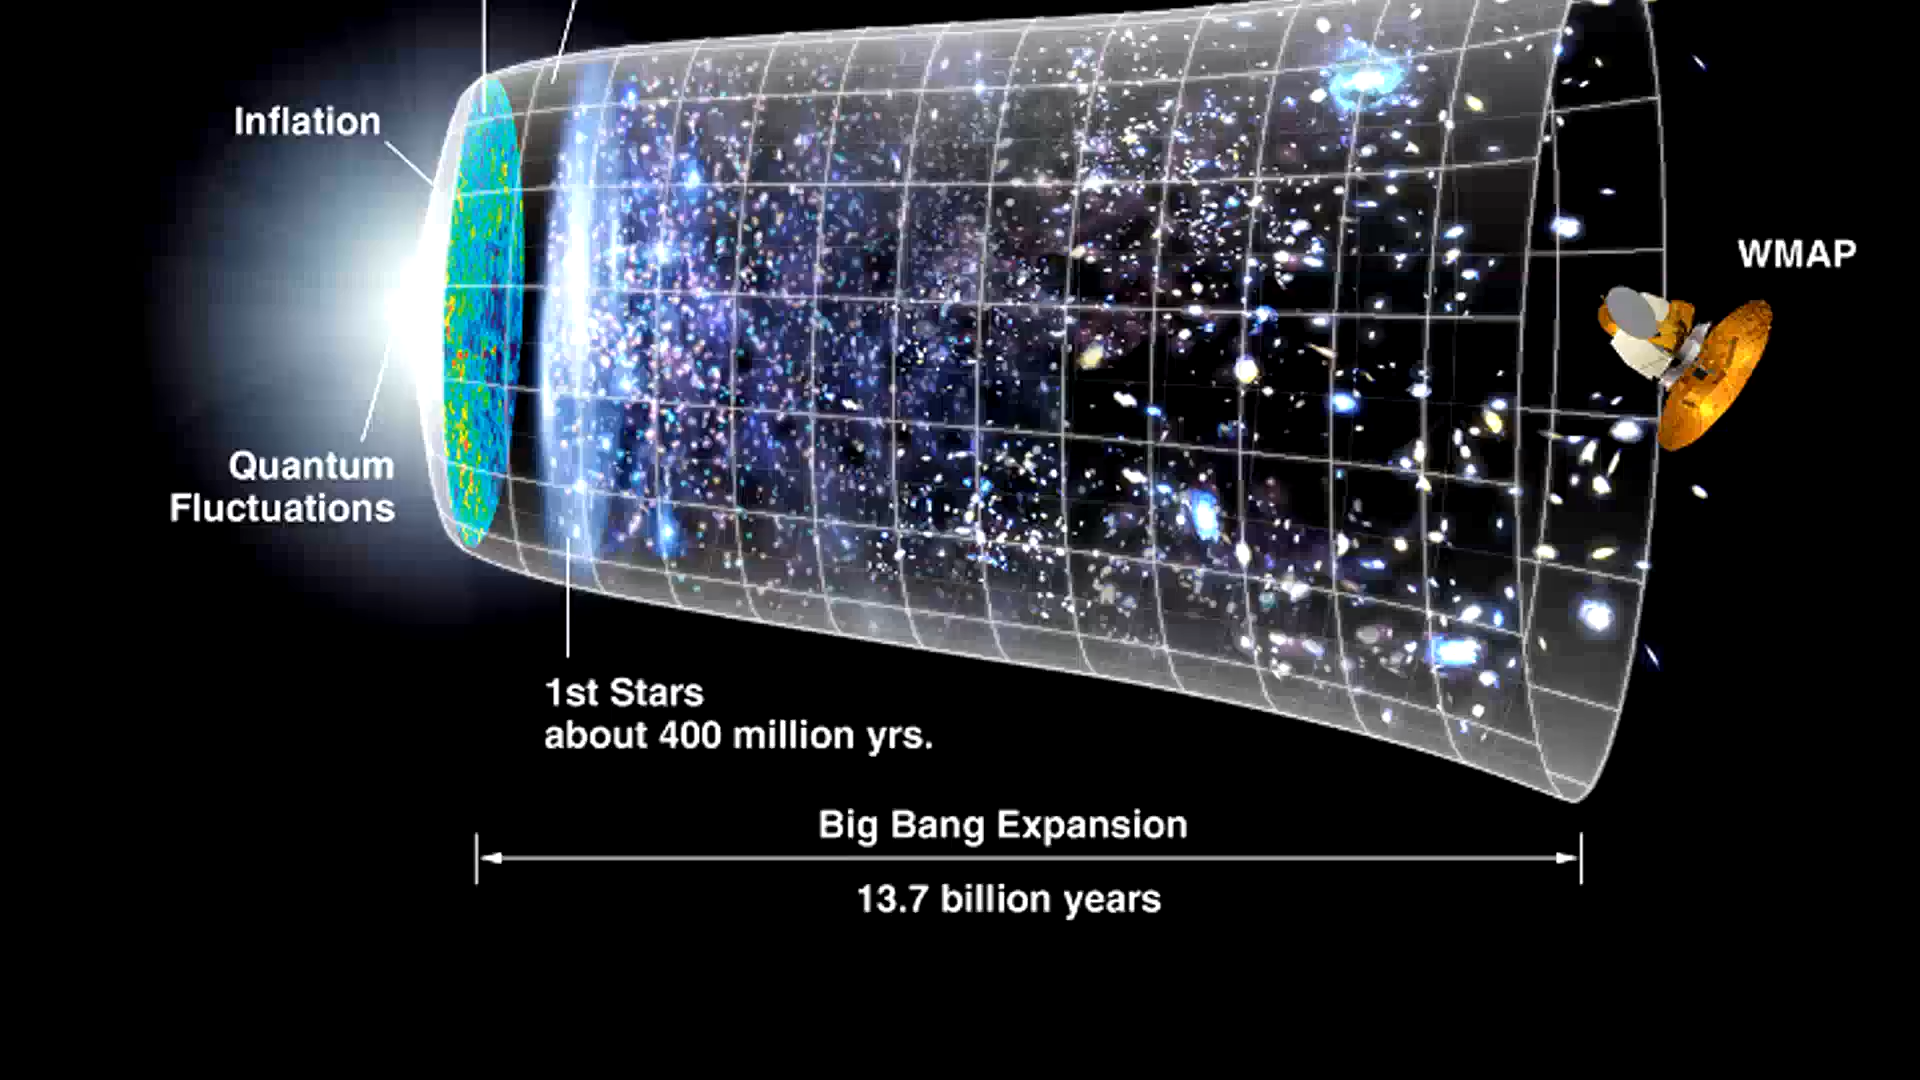 Inflation
WMAP
Quantum
Fluctuations
1st Stars
about 400 million yrs.
Big Bang Expansion
13.7 billion years